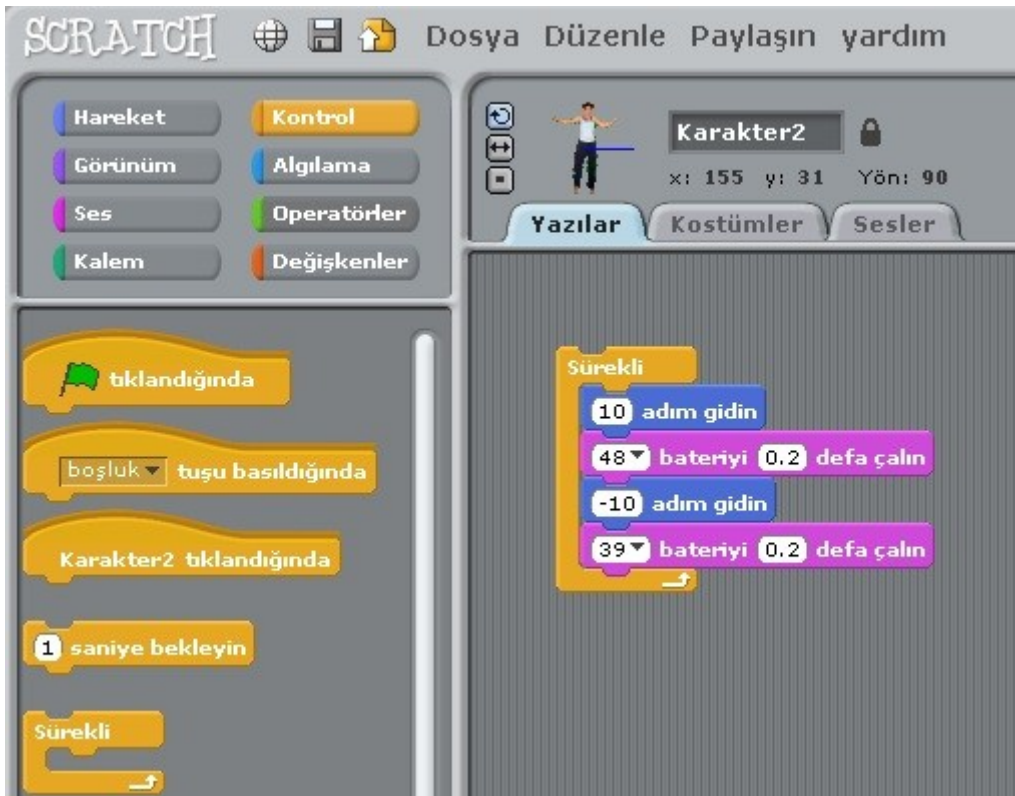 SCRATCH Dosya Düzenle Paylaşın yardım
Hareket Kontrol
Görünüm Algılama
Ses Operatörler
Kalem Değişkenler
Karakter2
x: 155 y: 31 Yön: 90
Yazılar Kostümler Sesler
tıklandığında
boşluk tuşu basıldığında
Karakter2 tıklandığında
1 saniye bekleyin
Sürekli
Sürekli
10 adım gidin
48 bateriyi 0.2 defa çalın
-10 adım gidin
39 bateriyi 0.2 defa çalın